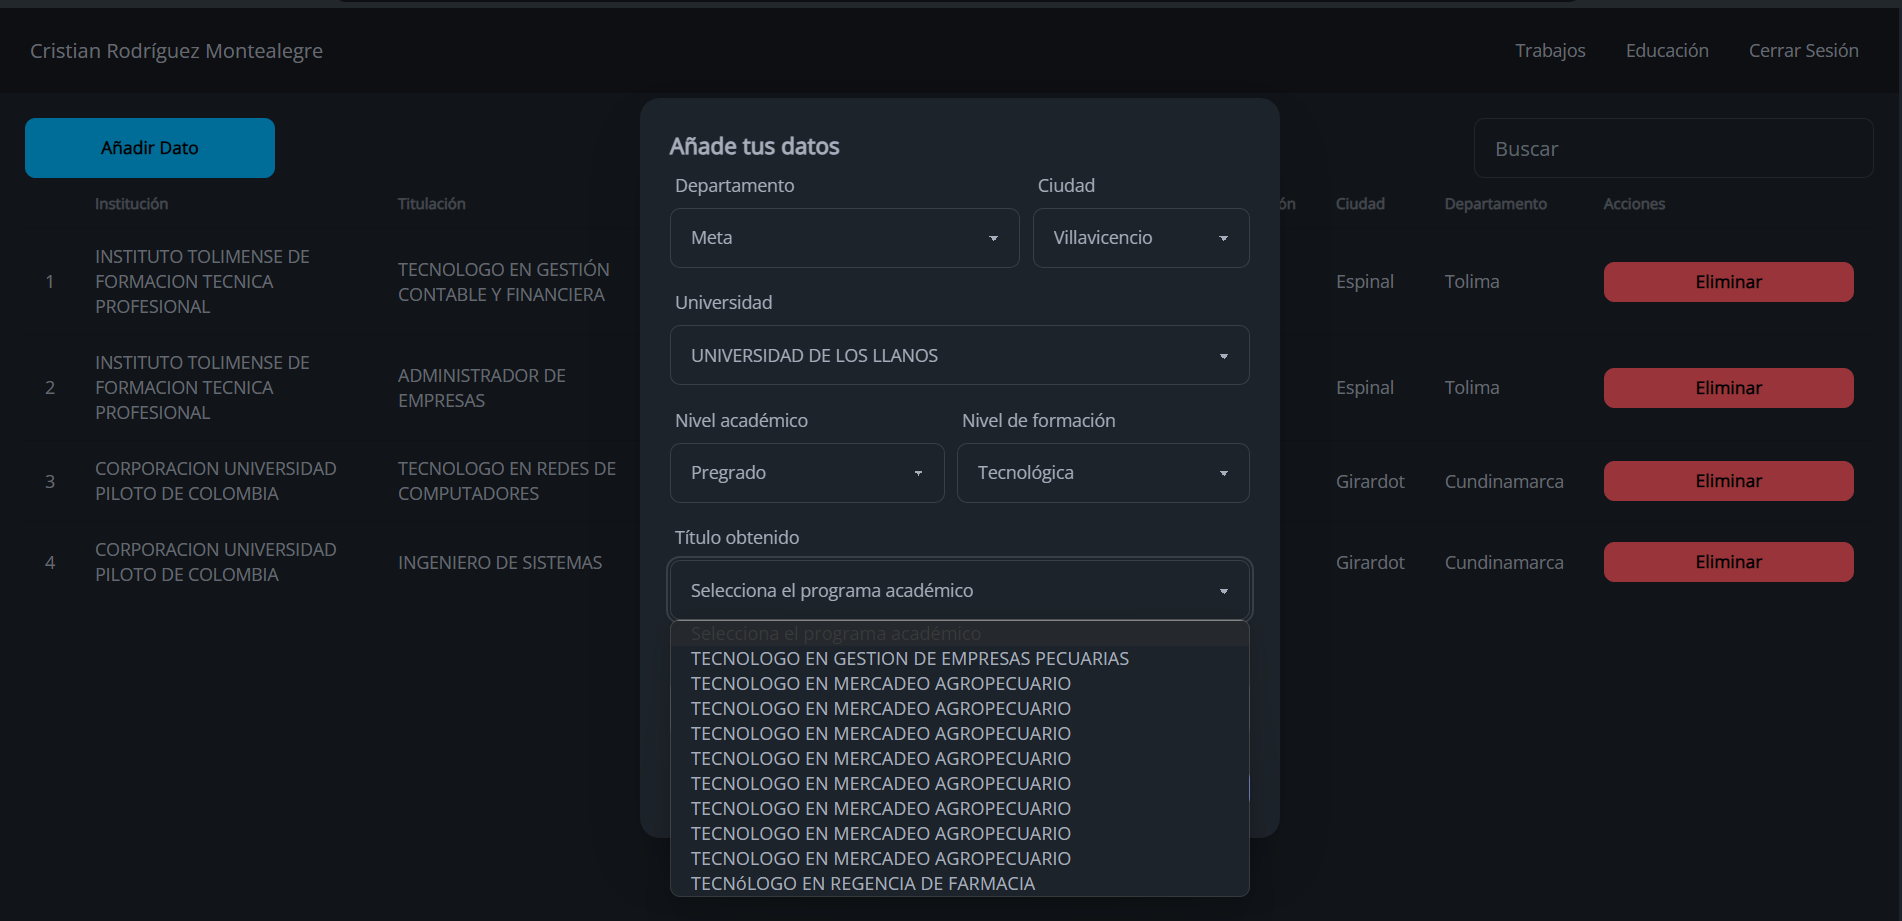 Cristian Rodríguez Montealegre
Trabajos
Educación
Cerrar Sesión
Añadir Dato
Buscar
Institución
Titulación
ón
Ciudad
Departamento
Acciones
1
INSTITUTO TOLIMENSE DE
FORMACION TECNICA
PROFESIONAL
TECNOLOGO EN GESTIÓN
CONTABLE Y FINANCIERA
Espinal
Tolima
Eliminar
2
INSTITUTO TOLIMENSE DE
FORMACION TECNICA
PROFESIONAL
ADMINISTRADOR DE
EMPRESAS
Espinal
Tolima
Eliminar
3
CORPORACION UNIVERSIDAD
PILOTO DE COLOMBIA
TECNOLOGO EN REDES DE
COMPUTADORES
Girardot
Cundinamarca
Eliminar
4
CORPORACION UNIVERSIDAD
PILOTO DE COLOMBIA
INGENIERO DE SISTEMAS
Girardot
Cundinamarca
Eliminar
Añade tus datos
Departamento
Ciudad
Meta
Villavicencio
Universidad
UNIVERSIDAD DE LOS LLANOS
Nivel académico
Nivel de formación
Pregrado
Tecnológica
Título obtenido
Selecciona el programa académico
Selecciona el programa académico
TECNOLOGO EN GESTION DE EMPRESAS PECUARIAS
TECNOLOGO EN MERCADEO AGROPECUARIO
TECNOLOGO EN MERCADEO AGROPECUARIO
TECNOLOGO EN MERCADEO AGROPECUARIO
TECNOLOGO EN MERCADEO AGROPECUARIO
TECNOLOGO EN MERCADEO AGROPECUARIO
TECNOLOGO EN MERCADEO AGROPECUARIO
TECNOLOGO EN MERCADEO AGROPECUARIO
TECNOLOGO EN MERCADEO AGROPECUARIO
TECNóLOGO EN REGENCIA DE FARMACIA